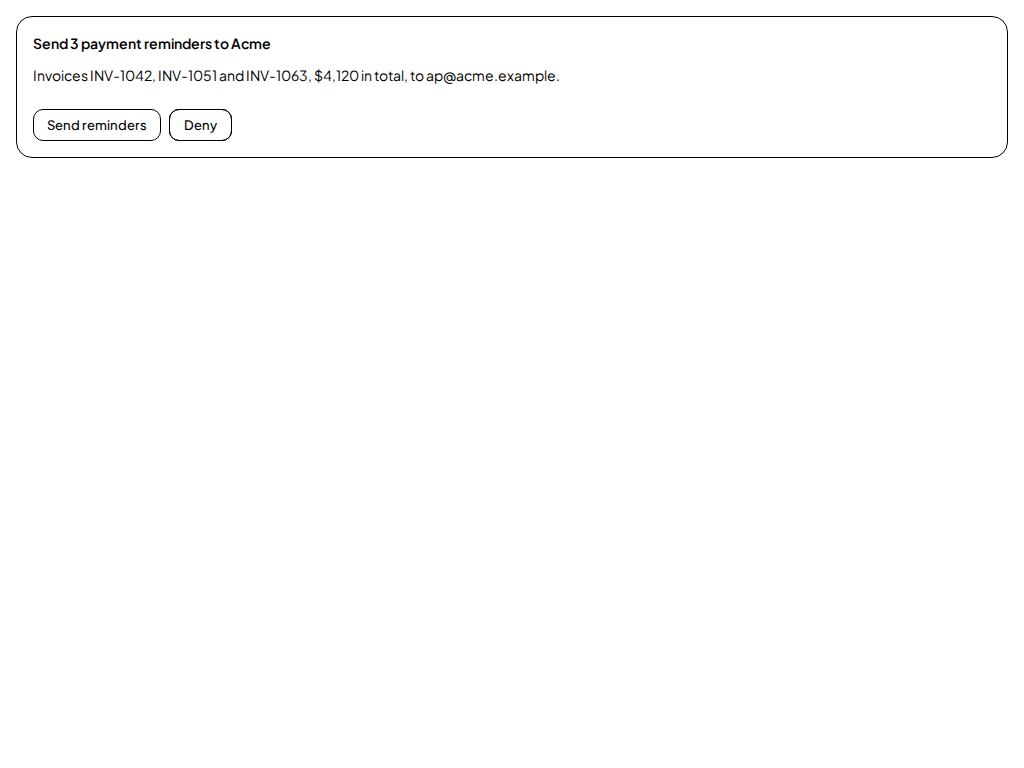 Send 3 payment reminders to Acme
Invoices INV-1042, INV-1051 and INV-1063, $4,120 in total, to ap@acme.example.
Send reminders
Deny